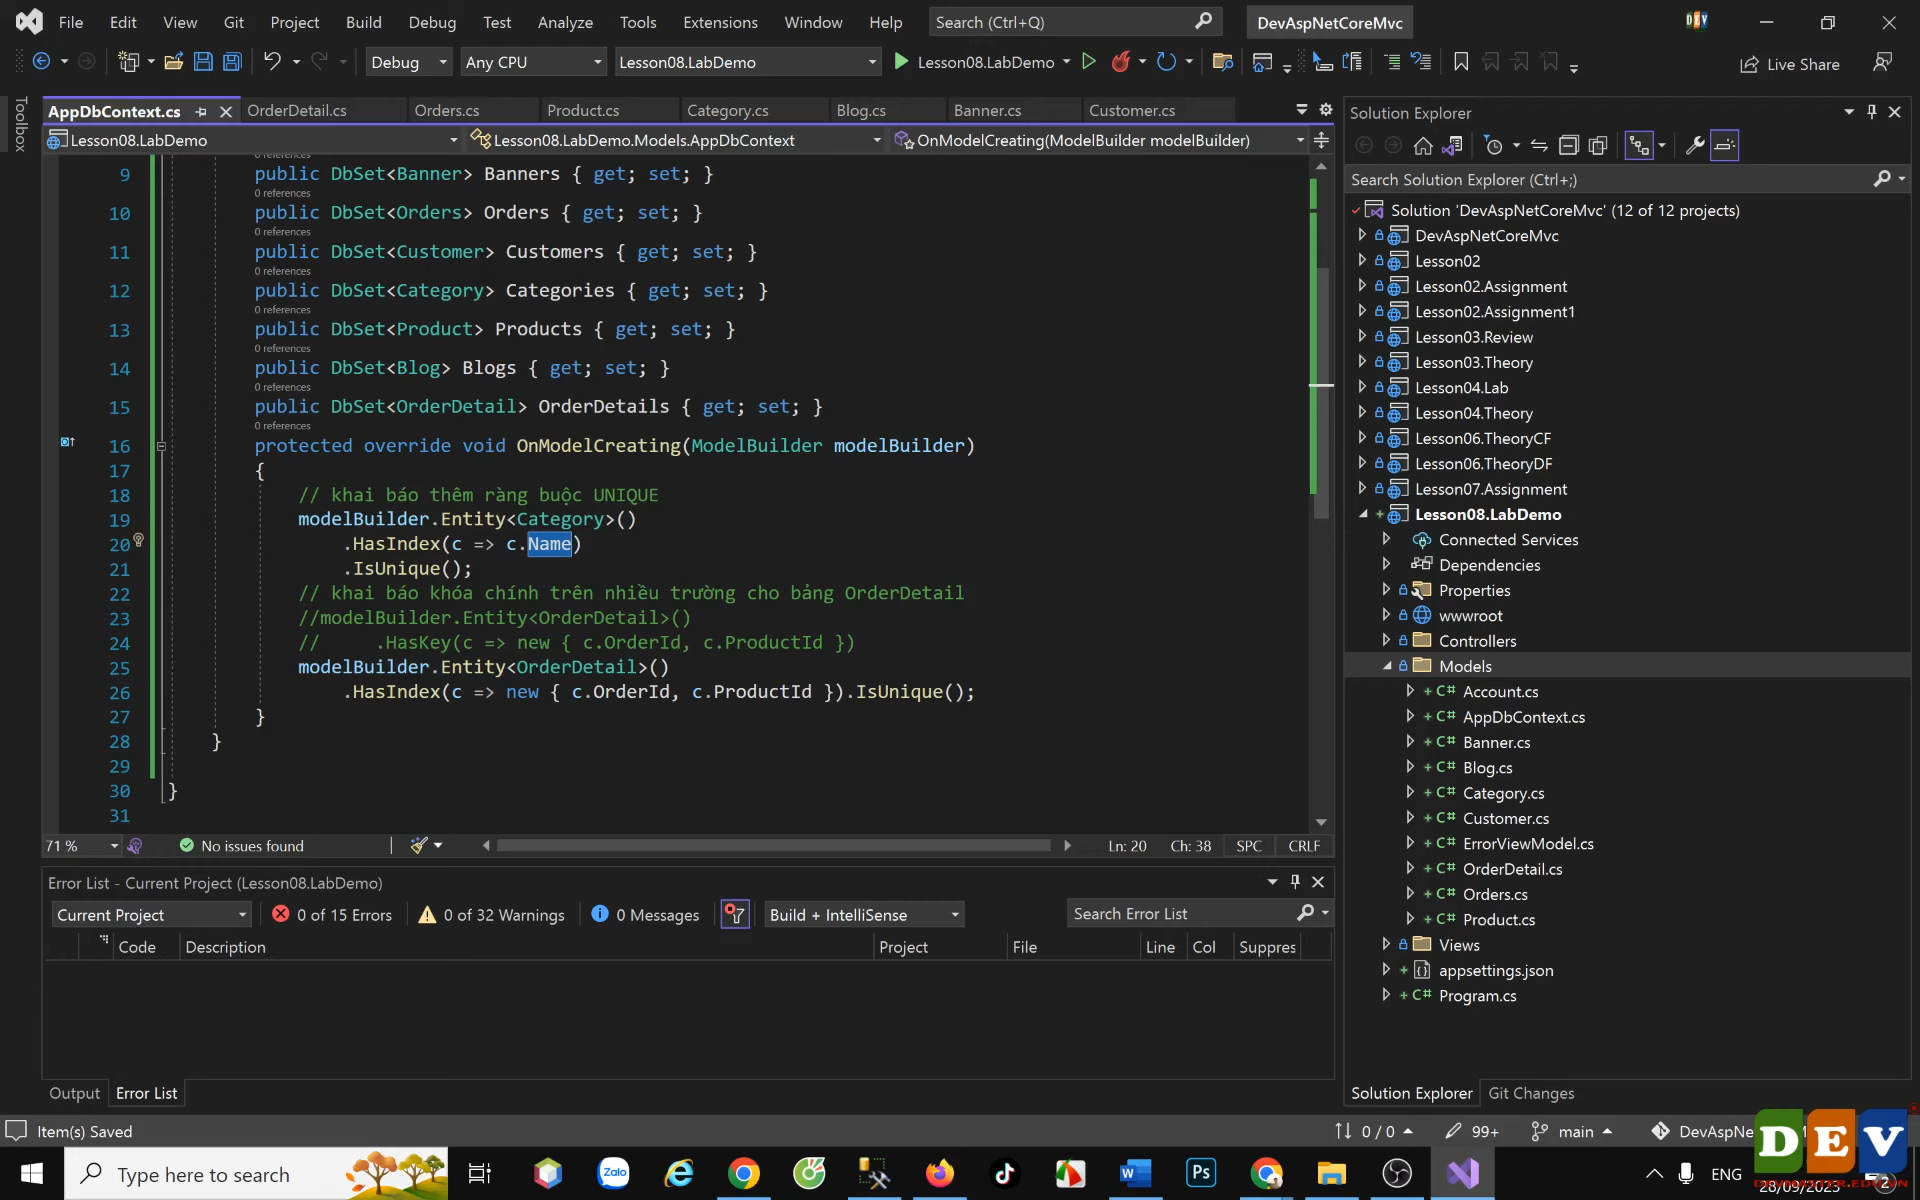 File Edit View Git Project Build Debug Test Analyze Tools Extensions Window Help Search (Ctrl+Q) DevAspNetCoreMvc DEV
Debug Any CPU Lesson08.LabDemo Lesson08.LabDemo Live Share
Toolbox
AppDbContext.cs OrderDetail.cs Orders.cs Product.cs Category.cs Blog.cs Banner.cs Customer.cs
Lesson08.LabDemo Lesson08.LabDemo.Models.AppDbContext OnModelCreating(ModelBuilder modelBuilder)
0 references
9 public DbSet<Banner> Banners { get; set; }
0 references
10 public DbSet<Orders> Orders { get; set; }
0 references
11 public DbSet<Customer> Customers { get; set; }
0 references
12 public DbSet<Category> Categories { get; set; }
0 references
13 public DbSet<Product> Products { get; set; }
0 references
14 public DbSet<Blog> Blogs { get; set; }
0 references
15 public DbSet<OrderDetail> OrderDetails { get; set; }
0 references
16 protected override void OnModelCreating(ModelBuilder modelBuilder)
17 {
18 // khai báo thêm ràng buộc UNIQUE
19 modelBuilder.Entity<Category>()
20 .HasIndex(c => c.Name)
21 .IsUnique();
22 // khai báo khóa chính trên nhiều trường cho bảng OrderDetail
23 //modelBuilder.Entity<OrderDetail>()
24 // .HasKey(c => new { c.OrderId, c.ProductId })
25 modelBuilder.Entity<OrderDetail>()
26 .HasIndex(c => new { c.OrderId, c.ProductId }).IsUnique();
27 }
28 }
29
30 }
31
71 % No issues found Ln: 20 Ch: 38 SPC CRLF
Error List - Current Project (Lesson08.LabDemo)
Current Project 0 of 15 Errors 0 of 32 Warnings 0 Messages Build + IntelliSense Search Error List
Code Description Project File Line Col Suppres
Output Error List
Solution Explorer
Search Solution Explorer (Ctrl+;)
Solution 'DevAspNetCoreMvc' (12 of 12 projects)
DevAspNetCoreMvc
Lesson02
Lesson02.Assignment
Lesson02.Assignment1
Lesson03.Review
Lesson03.Theory
Lesson04.Lab
Lesson04.Theory
Lesson06.TheoryCF
Lesson06.TheoryDF
Lesson07.Assignment
Lesson08.LabDemo
Connected Services
Dependencies
Properties
wwwroot
Controllers
Models
C# Account.cs
C# AppDbContext.cs
C# Banner.cs
C# Blog.cs
C# Category.cs
C# Customer.cs
C# ErrorViewModel.cs
C# OrderDetail.cs
C# Orders.cs
C# Product.cs
Views
appsettings.json
C# Program.cs
Solution Explorer Git Changes
Item(s) Saved 0 / 0 99+ main DevAspNe
DEV
Type here to search Zalo Ps ENG
28/09/2023 2